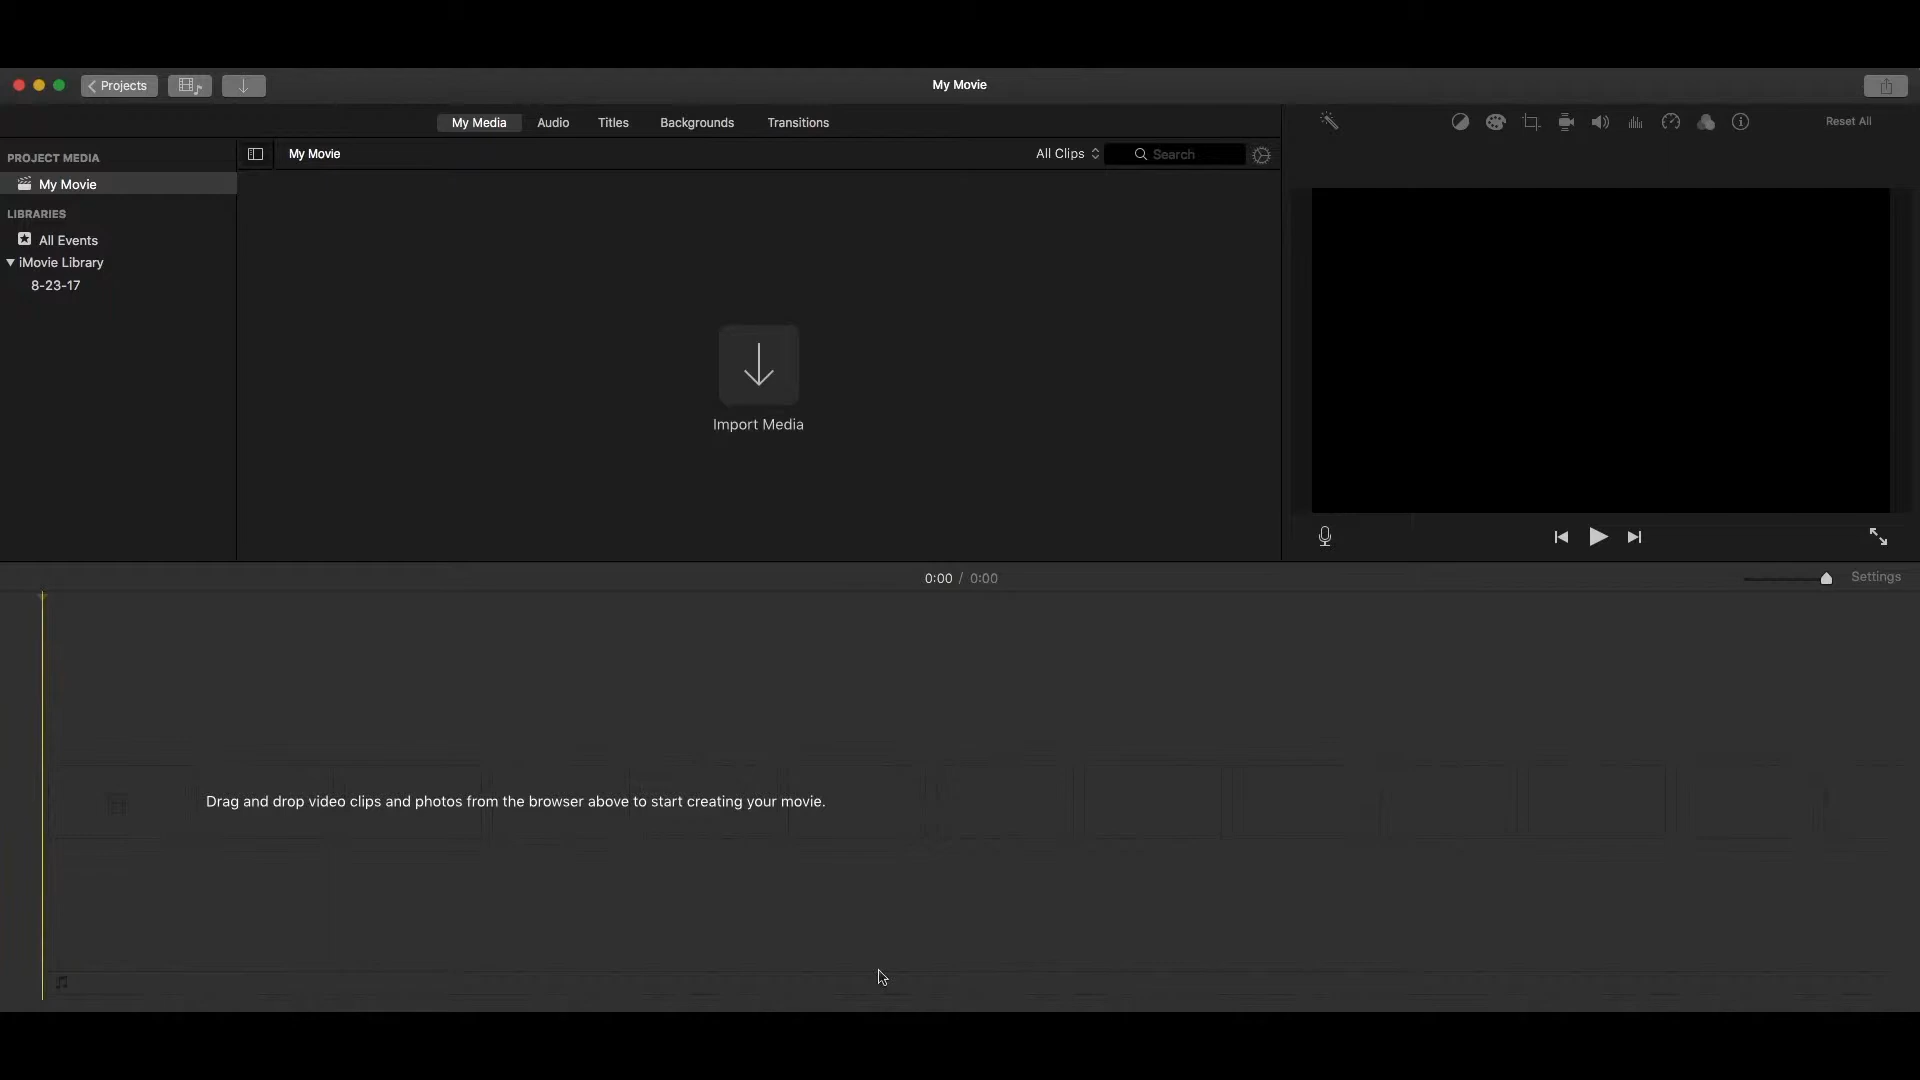 Projects
My Movie
My Media
Audio
Titles
Backgrounds
Transitions
Reset All
PROJECT MEDIA
My Movie
LIBRARIES
All Events
iMovie Library
8-23-17
My Movie
All Clips
Search
Import Media
0:00 / 0:00
Settings
Drag and drop video clips and photos from the browser above to start creating your movie.